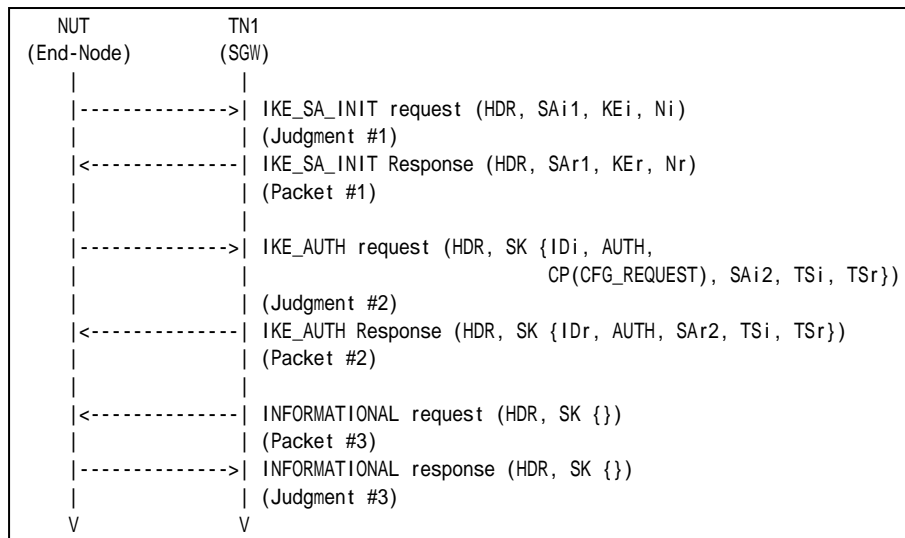 NUT TN1
(End-Node) (SGW)
| |
|-------------->| IKE_SA_INIT request (HDR, SAi1, KEi, Ni)
| | (Judgment #1)
|<--------------| IKE_SA_INIT Response (HDR, SAr1, KEr, Nr)
| | (Packet #1)
| |
|-------------->| IKE_AUTH request (HDR, SK {IDi, AUTH,
| | CP(CFG_REQUEST), SAi2, TSi, TSr})
| | (Judgment #2)
|<--------------| IKE_AUTH Response (HDR, SK {IDr, AUTH, SAr2, TSi, TSr})
| | (Packet #2)
| |
|<--------------| INFORMATIONAL request (HDR, SK {})
| | (Packet #3)
|-------------->| INFORMATIONAL response (HDR, SK {})
| | (Judgment #3)
V V